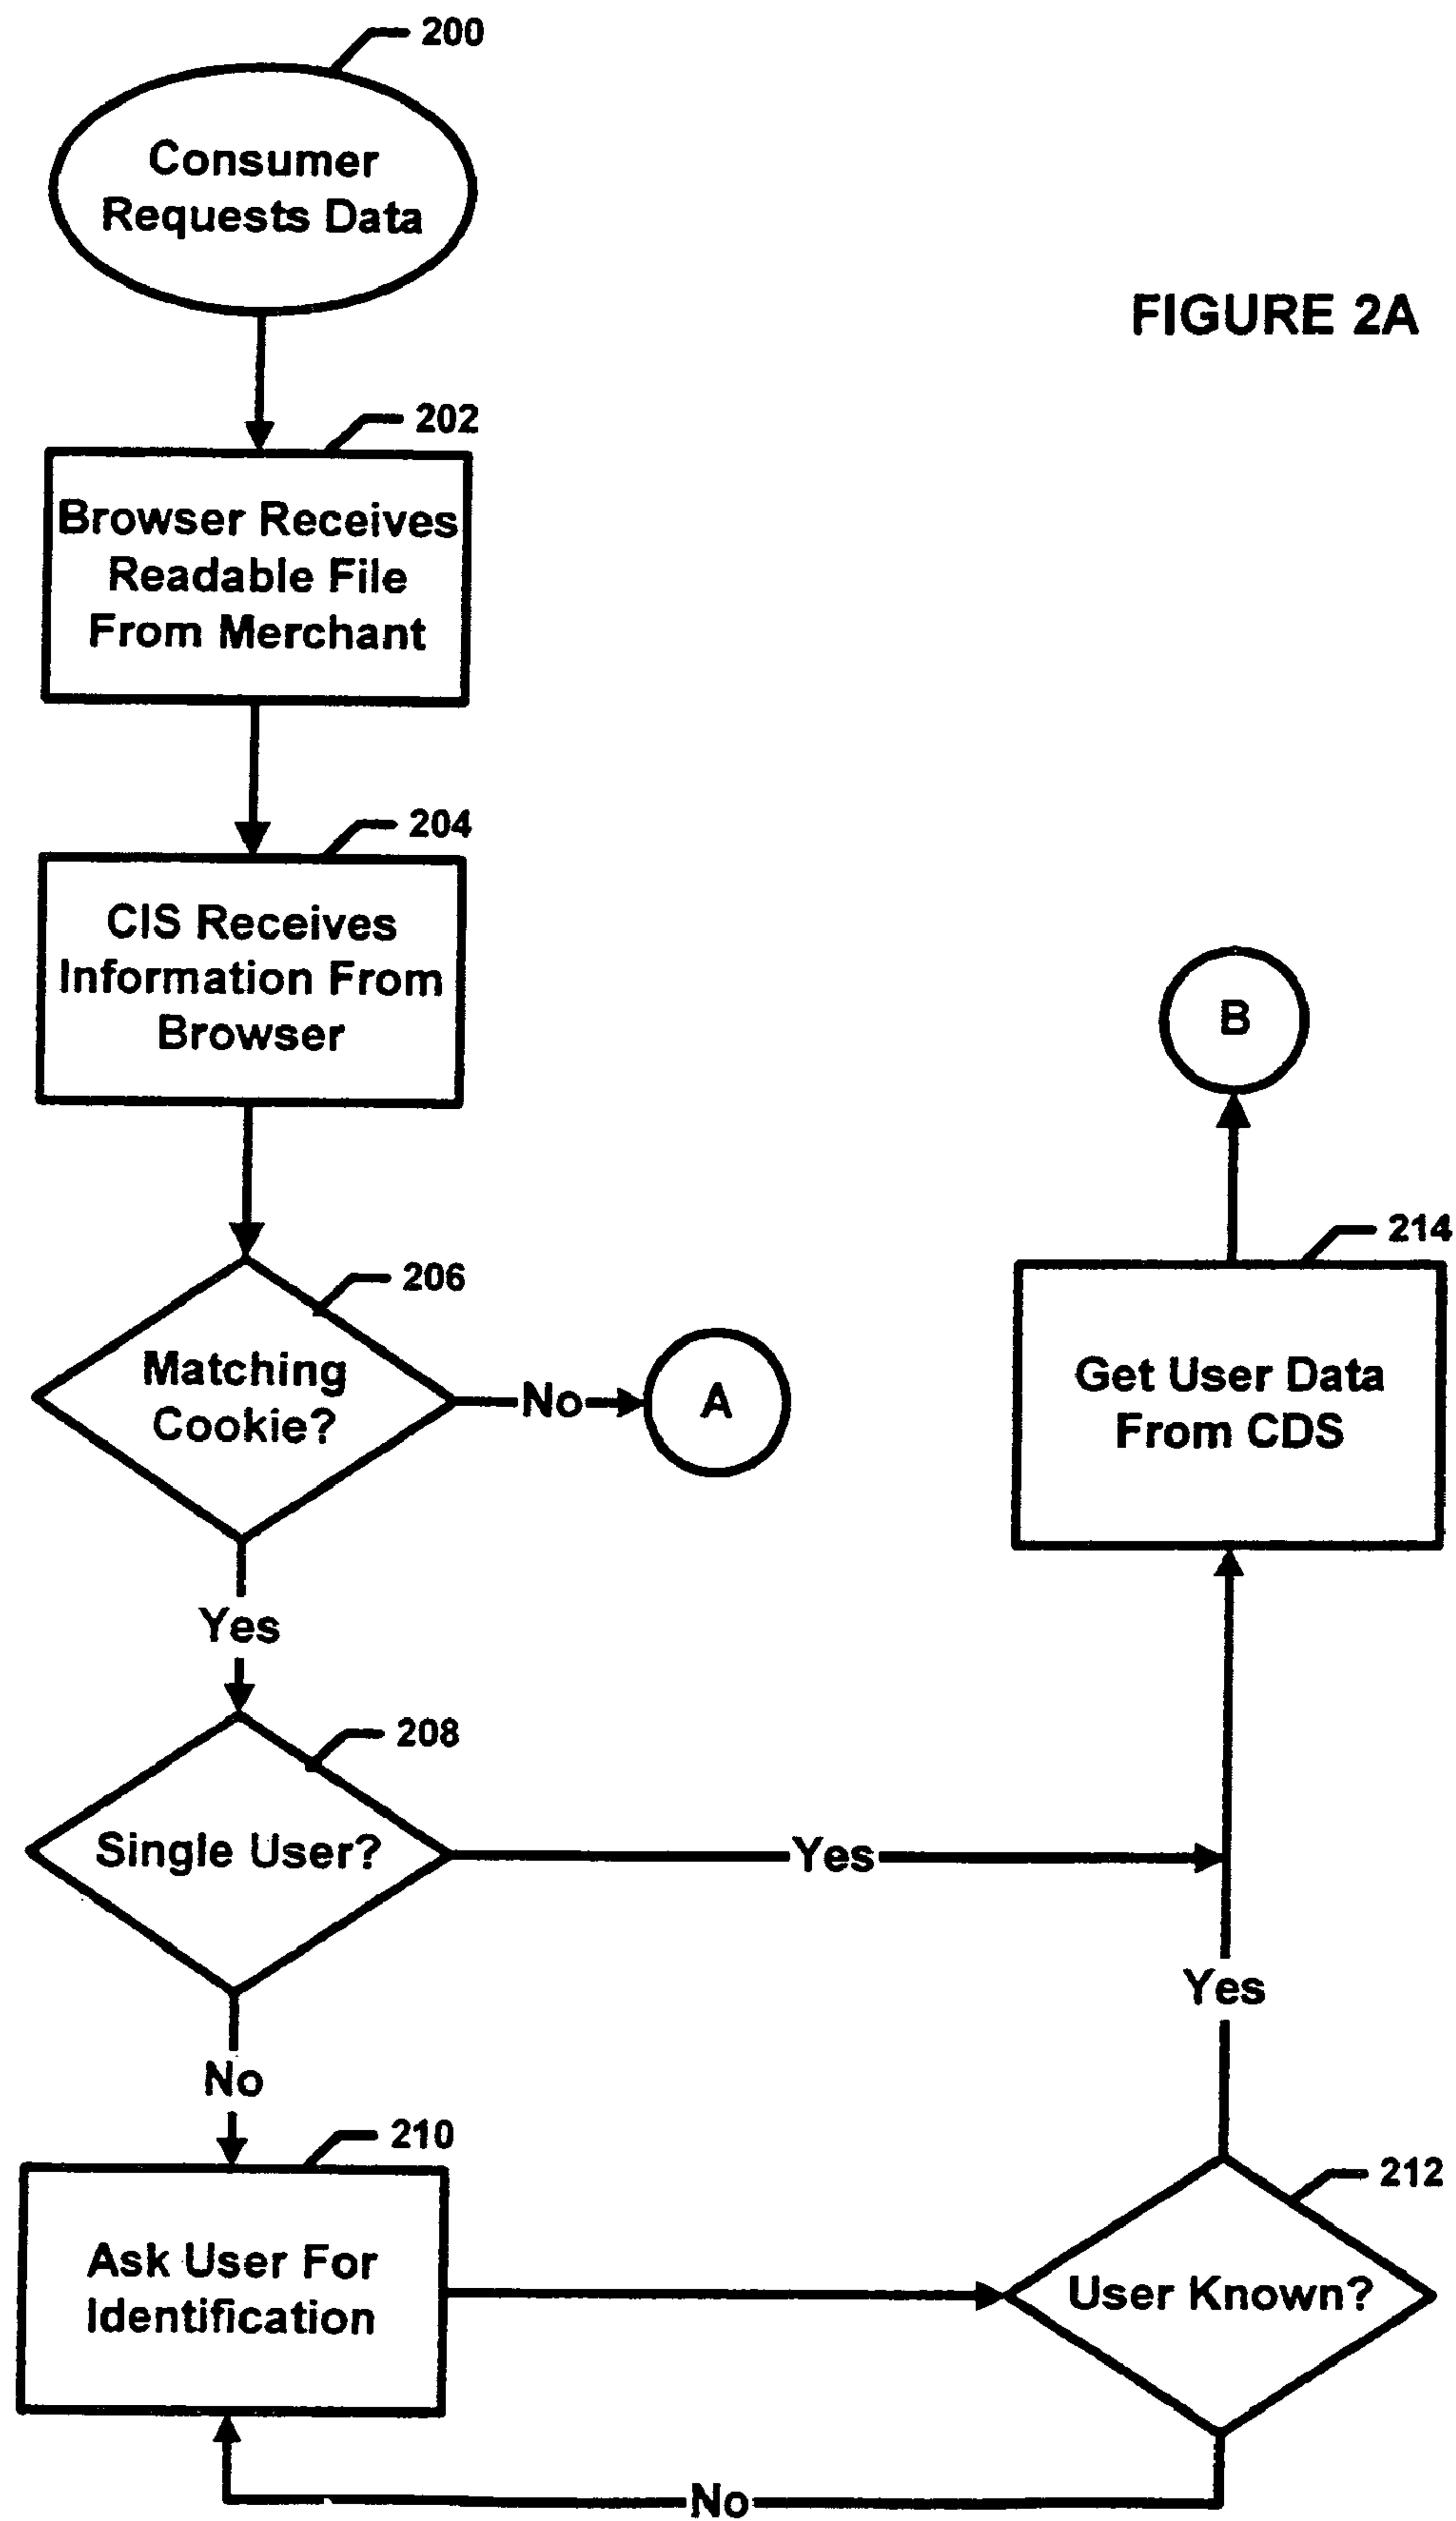 200
Consumer
Requests Data
FIGURE 2A
202
Browser Receives
Readable File
From Merchant
204
CIS Receives
Information From
Browser
B
214
Get User Data
From CDS
206
Matching
Cookie?
No
A
Yes
208
Single User?
Yes
Yes
No
210
Ask User For
Identification
212
User Known?
No